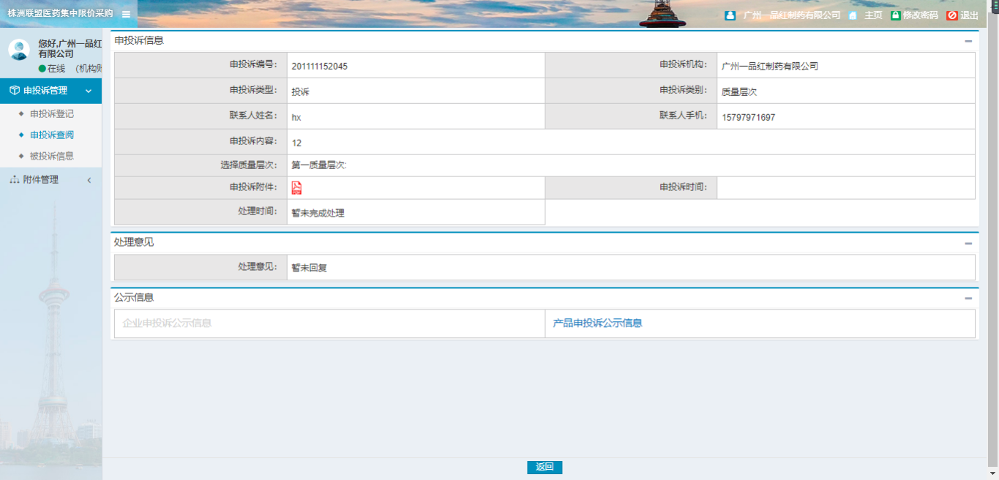 株洲联盟医药集中限价采购
广州一品红制药有限公司 主页 修改密码 退出
您好,广州一品红
有限公司
在线 (机构账
申投诉管理
申投诉登记
申投诉查阅
被投诉信息
附件管理
申投诉信息
申投诉编号: 201111152045 申投诉机构: 广州一品红制药有限公司
申投诉类型: 投诉 申投诉类别: 质量层次
联系人姓名: hx 联系人手机: 15797971697
申投诉内容: 12
选择质量层次: 第一质量层次:
申投诉附件: 申投诉时间:
处理时间: 暂未完成处理
处理意见
处理意见: 暂未回复
公示信息
企业申投诉公示信息 产品申投诉公示信息
返回